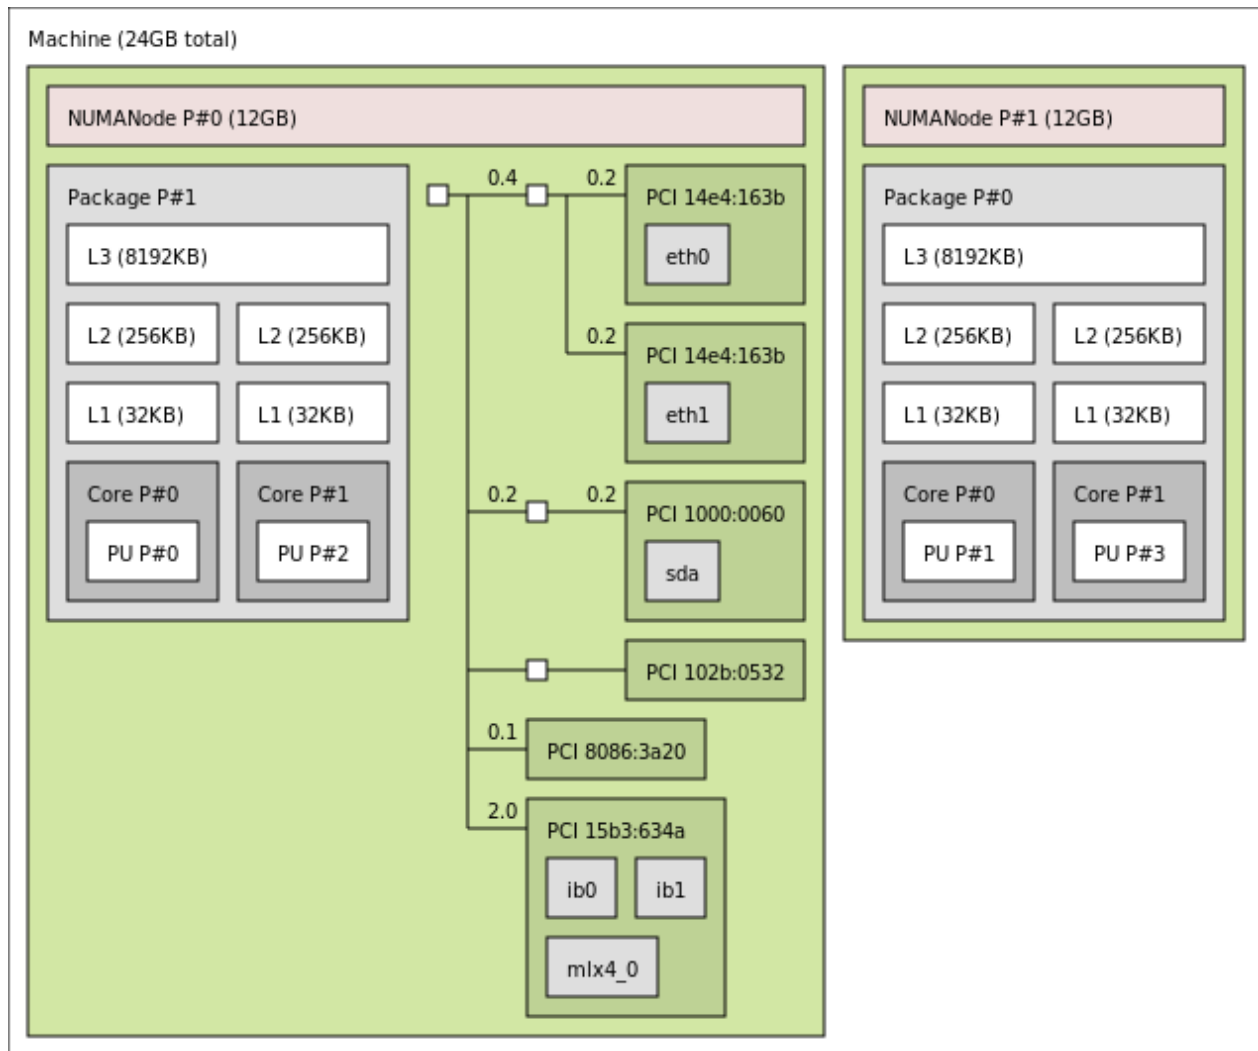 Machine (24GB total)
NUMANode P#0 (12GB)
Package P#1
L3 (8192KB)
L2 (256KB)
L2 (256KB)
L1 (32KB)
L1 (32KB)
Core P#0
Core P#1
PU P#0
PU P#2
0.4
0.2
PCI 14e4:163b
eth0
0.2
PCI 14e4:163b
eth1
0.2
0.2
PCI 1000:0060
sda
PCI 102b:0532
0.1
PCI 8086:3a20
2.0
PCI 15b3:634a
ib0
ib1
mlx4_0
NUMANode P#1 (12GB)
Package P#0
L3 (8192KB)
L2 (256KB)
L2 (256KB)
L1 (32KB)
L1 (32KB)
Core P#0
Core P#1
PU P#1
PU P#3